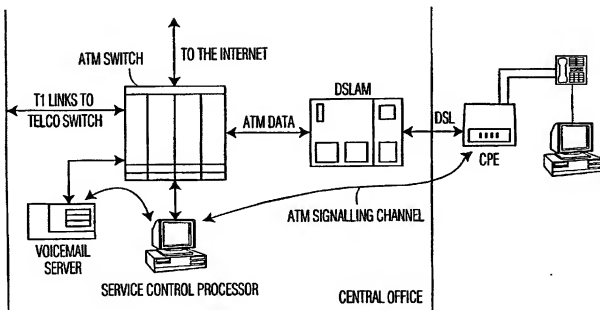 TO THE INTERNET
ATM SWITCH
T1 LINKS TO
TELCO SWITCH
DSLAM
ATM DATA
DSL
CPE
ATM SIGNALLING CHANNEL
VOICEMAIL
SERVER
SERVICE CONTROL PROCESSOR
CENTRAL OFFICE